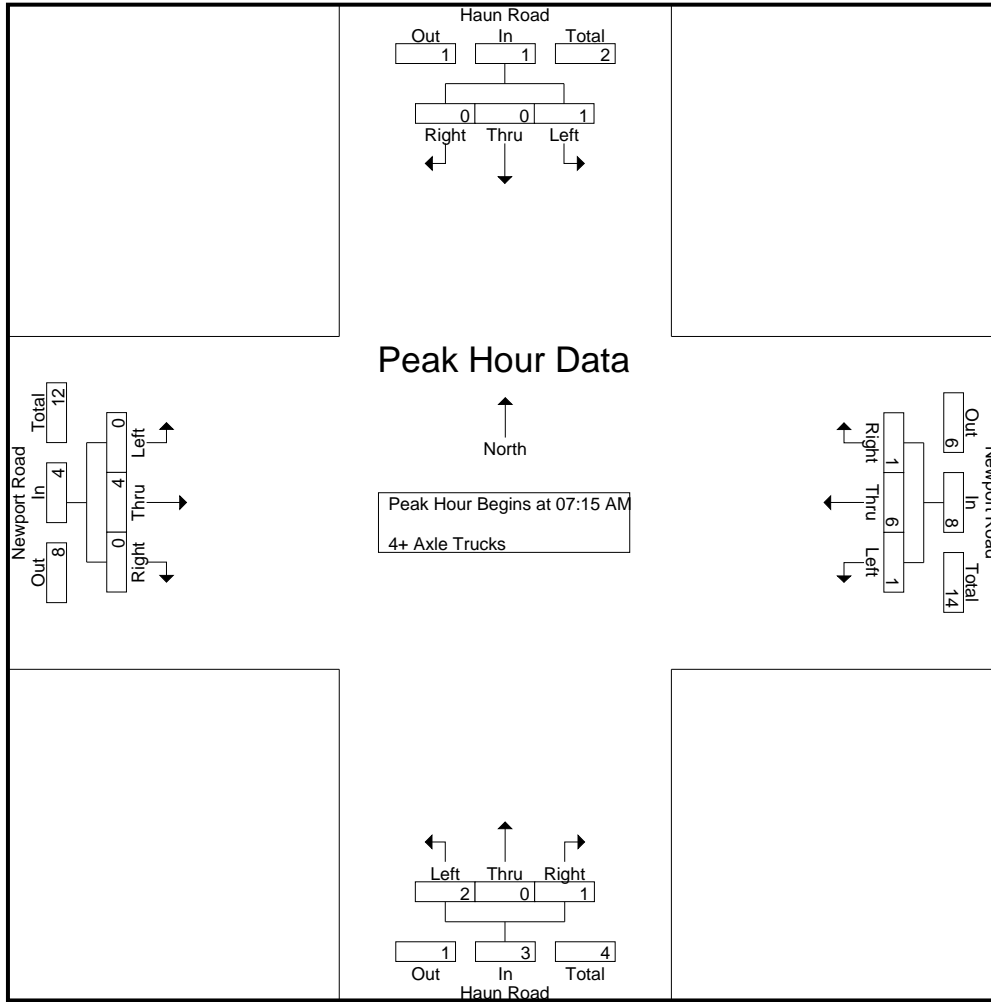 Haun Road
Out In Total
1 1 2
0 0 1
Right Thru Left
Peak Hour Data
North
Peak Hour Begins at 07:15 AM
4+ Axle Trucks
Newport Road
Out In Total
8 4 12
Left Thru Right
0 4 0
Newport Road
Out In Total
6 8 14
Right Thru Left
1 6 1
Left Thru Right
2 0 1
1 3 4
Out In Total
Haun Road